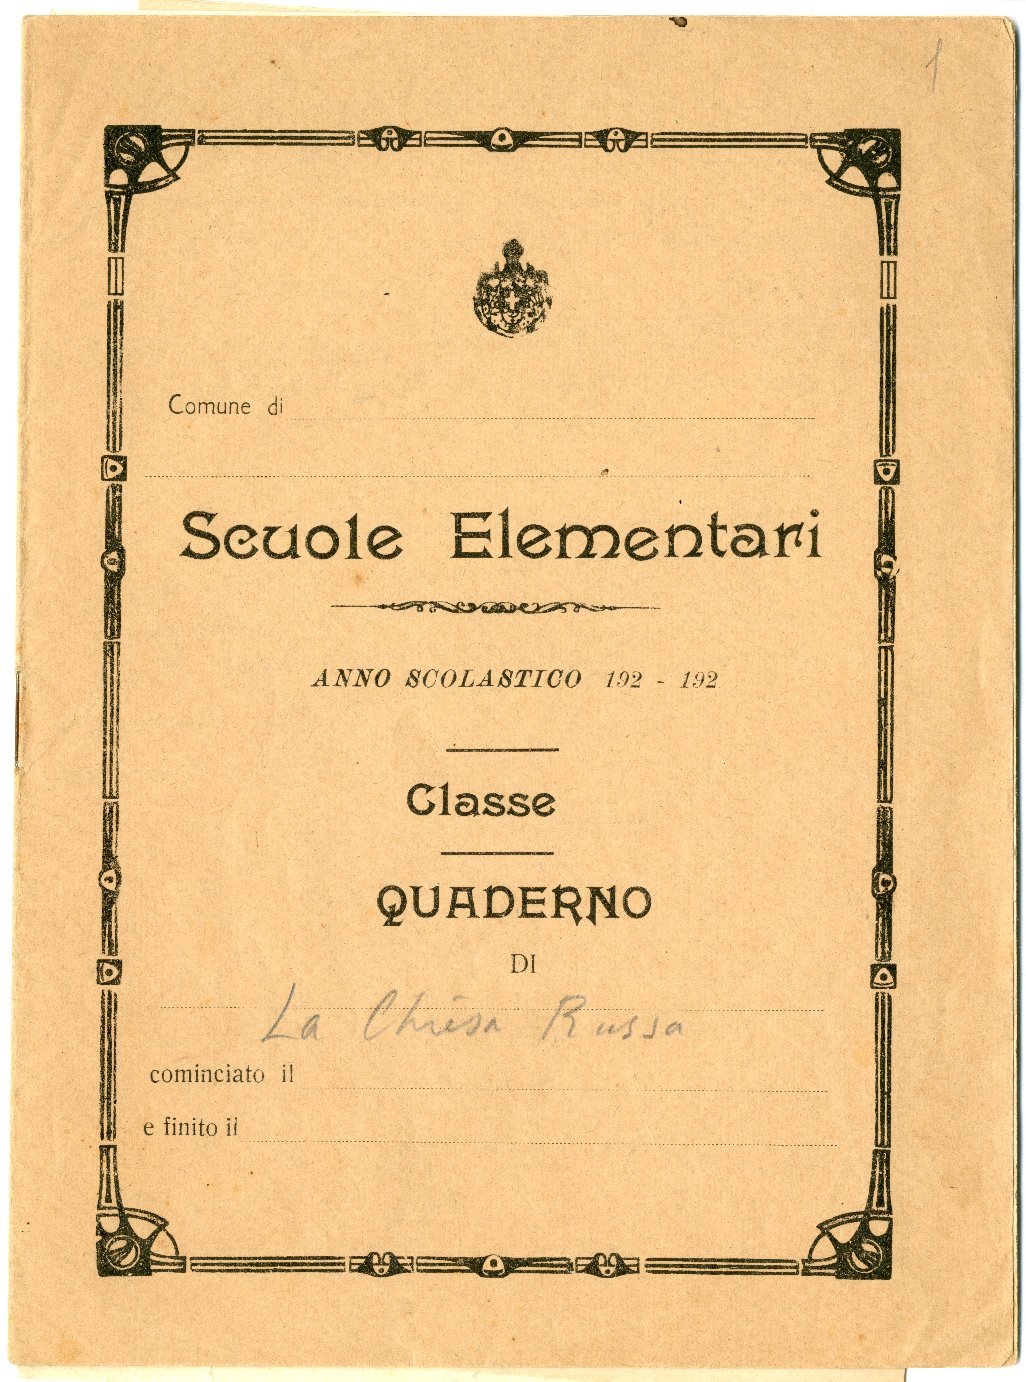 1
Comune di
Scuole Elementari
ANNO SCOLASTICO 192 - 192
Classe
QUADERNO
DI
La Chiesa Russa
cominciato il
e finito il